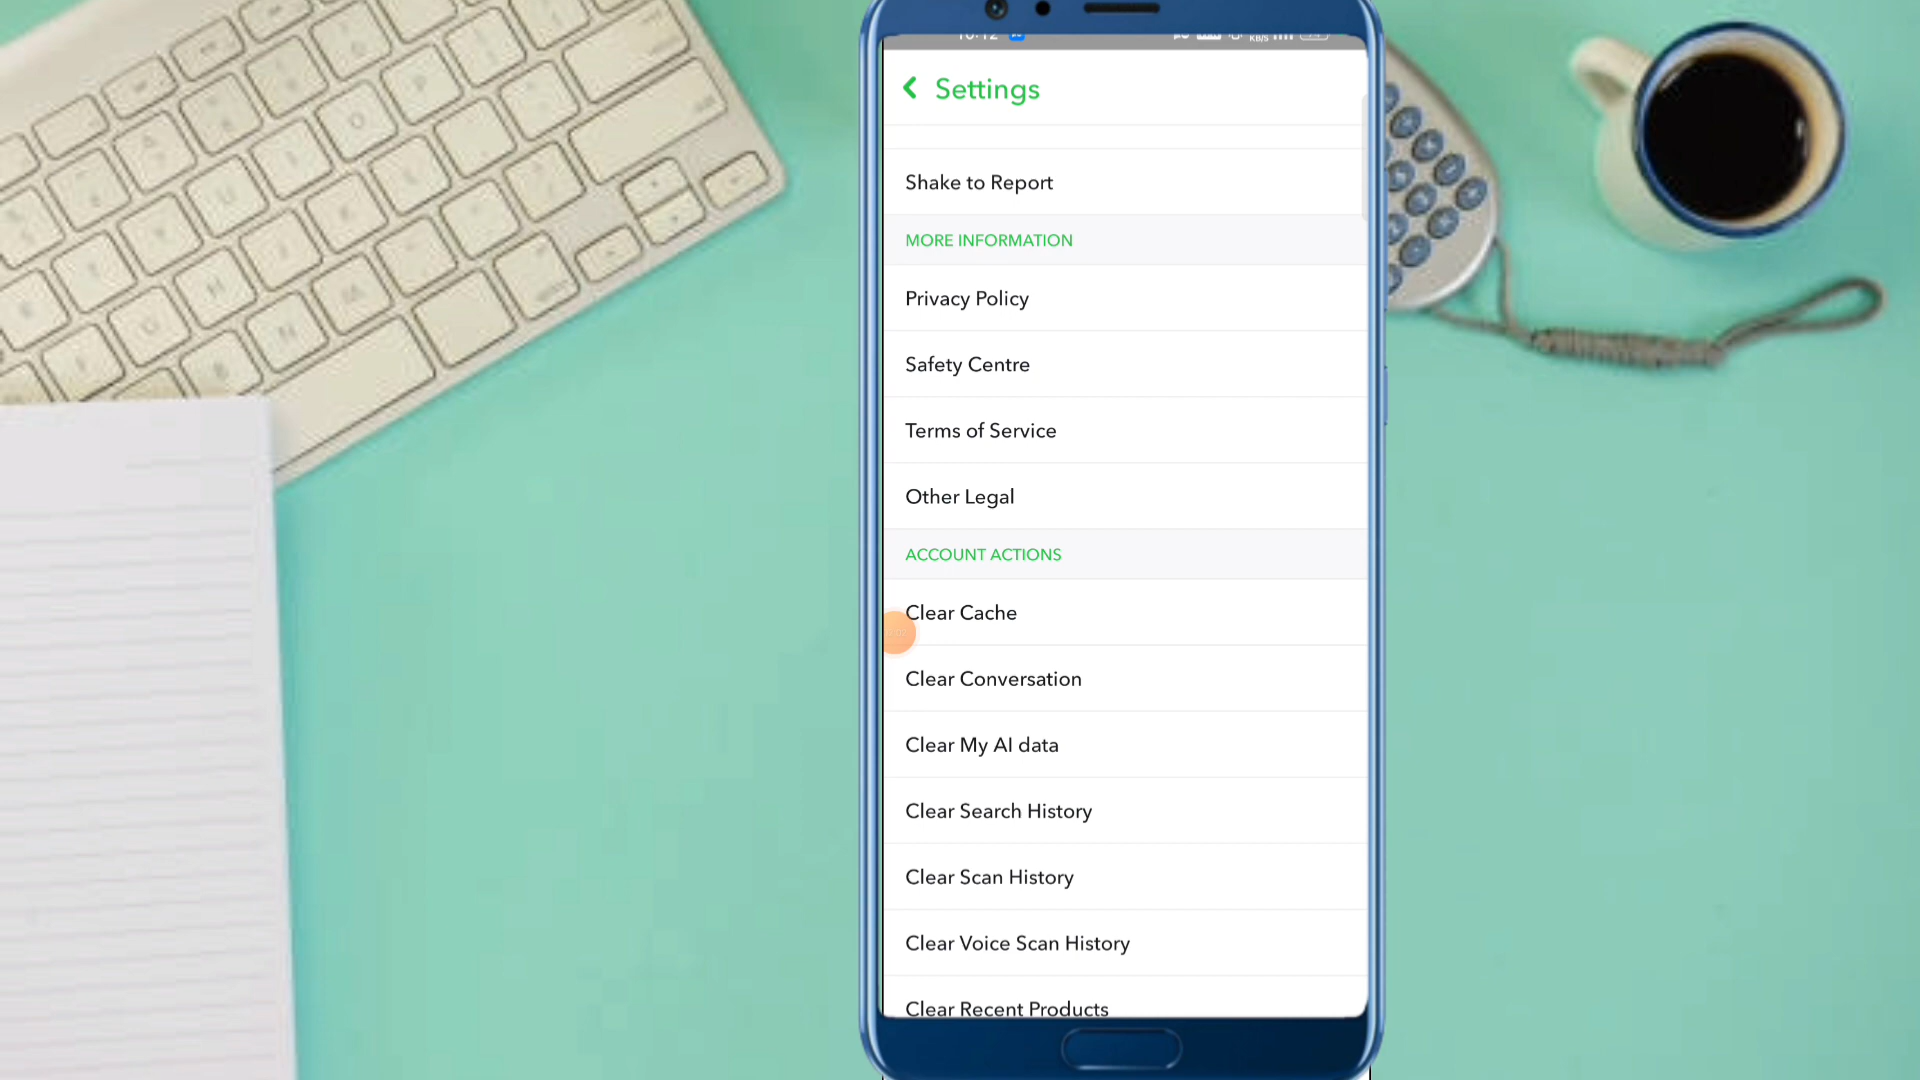 Settings
Shake to Report
MORE INFORMATION
Privacy Policy
Safety Centre
Terms of Service
Other Legal
ACCOUNT ACTIONS
Clear Cache
Clear Conversation
Clear My AI data
Clear Search History
Clear Scan History
Clear Voice Scan History
Clear Recent Products